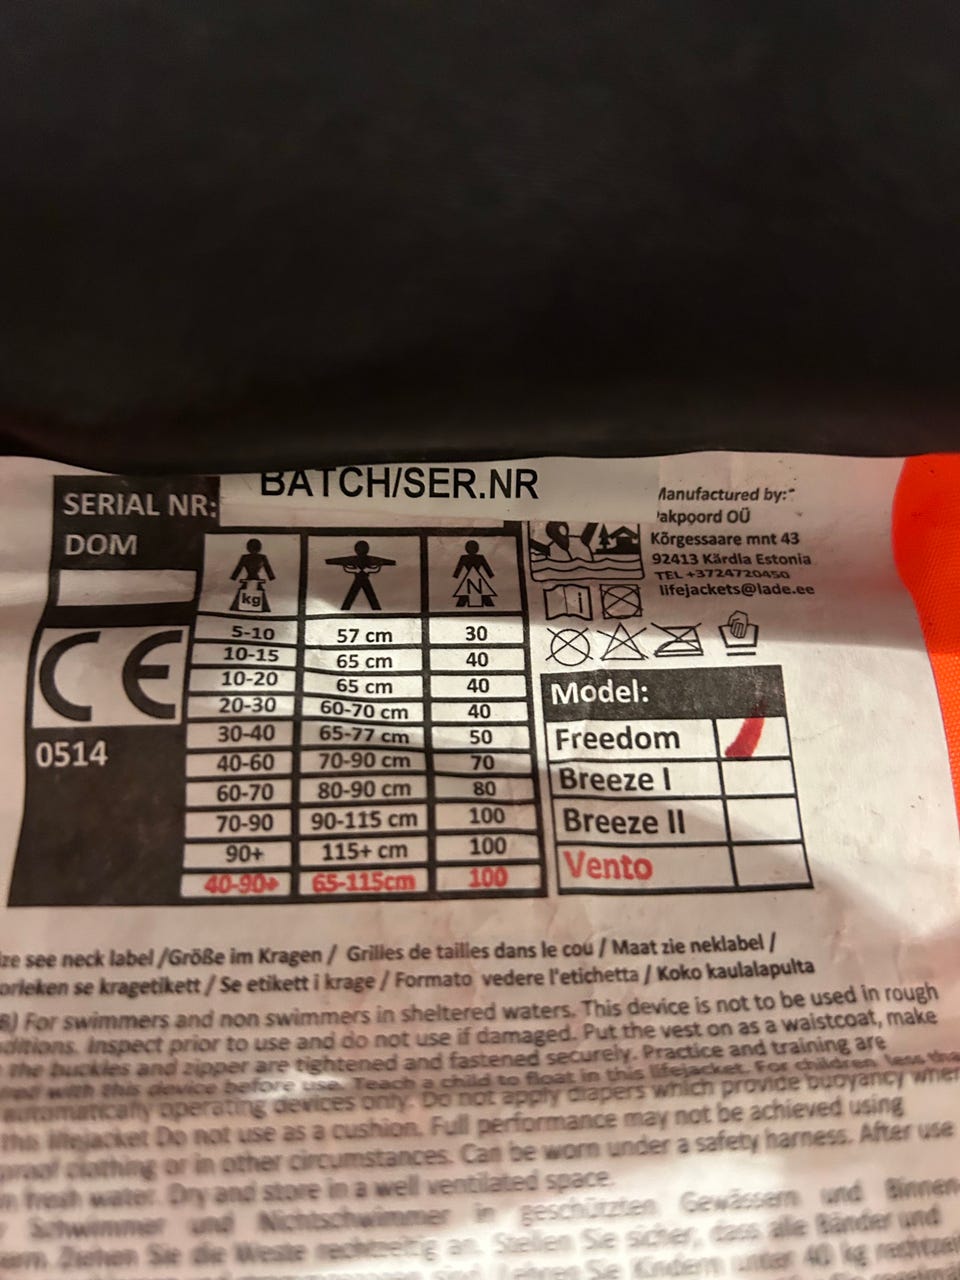 BATCH/SER.NR
SERIAL NR:
DOM
CE
0514
kg
N
5-10 57 cm 30
10-15 65 cm 40
10-20 65 cm 40
20-30 60-70 cm 40
30-40 65-77 cm 50
40-60 70-90 cm 70
60-70 80-90 cm 80
70-90 90-115 cm 100
90+ 115+ cm 100
40-90+ 65-115cm 100
Manufactured by:
OÜ
Kõrgessaare mnt 43
92413 Kärdla Estonia
TEL +3724720450
lifejackets@lade.ee
i
Model:
Freedom
Breeze I
Breeze II
Vento
see neck label /Größe im Kragen / Grilles de tailles dans le cou / Maat zie neklabel /
se kragetikett / Se etikett i krage / Formato vedere l'etichetta / Koko kaulalapulta
For swimmers and non swimmers in sheltered waters. This device is not to be used in rough
Inspect prior to use and do not use if damaged. Put the vest on as a waistcoat, make
the buckles and zipper are tightened and fastened securely. Practice and training are
with this device before use. Teach a child to float in this lifejacket. For children less
automatically operating devices only. Do not apply diapers which provide buoyancy when
this lifejacket Do not use as a cushion. Full performance may not be achieved using
clothing or in other circumstances. Can be worn under a safety harness. After use
in fresh water. Dry and store in a well ventilated space.
Schwimmer und Nichtschwimmer in geschützten Gewässern und Binnen-
Ziehen Sie die Weste rechtzeitig an. Stellen Sie sicher, dass alle Bänder und
Sie Kindern unter 40 kg